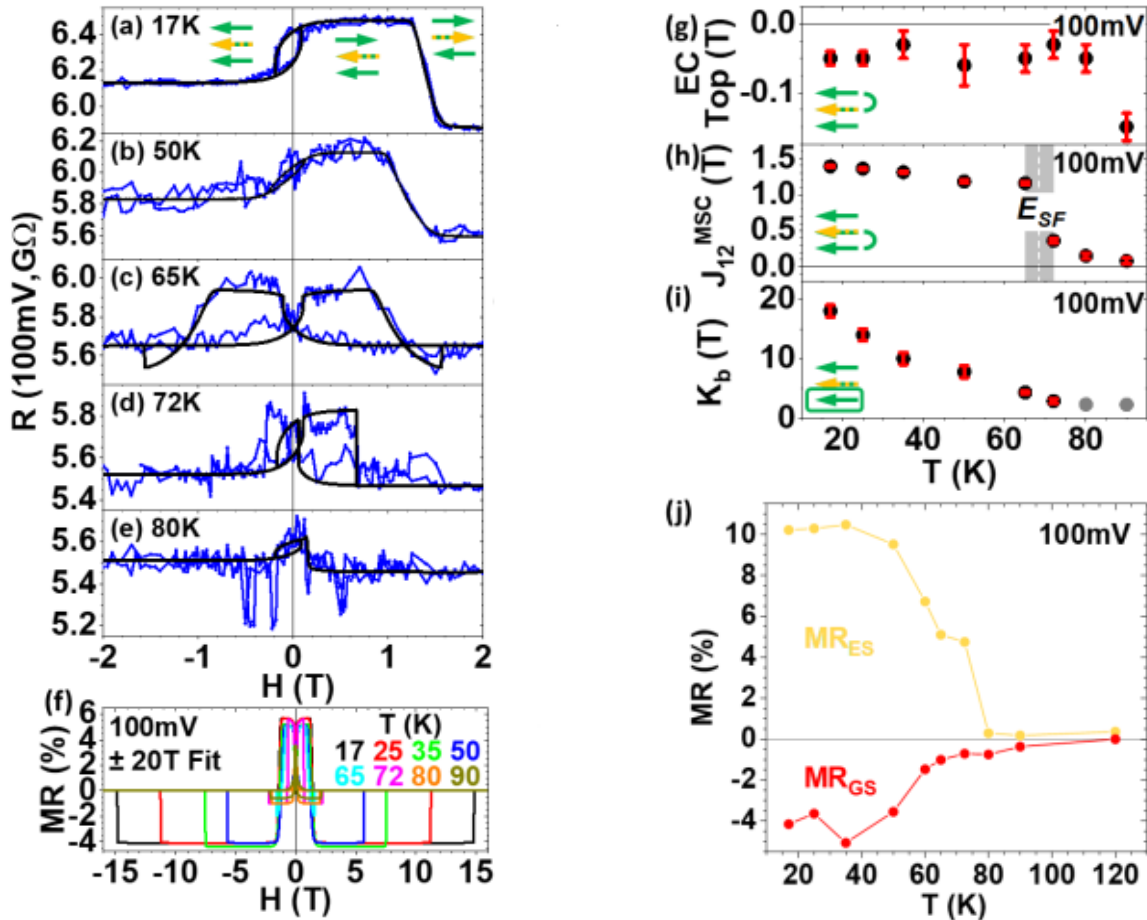 R (100mV,GΩ)
(a) 17K
6.4
6.2
6.0
(b) 50K
6.2
6.0
5.8
5.6
(c) 65K
6.0
5.8
5.6
(d) 72K
5.8
5.6
5.4
(e) 80K
5.6
5.4
5.2
-2 -1 0 1 2
H (T)
(f)
MR (%)
6
4
2
0
-2
-4
100mV
± 20T Fit
T (K)
17 25 35 50
65 72 80 90
-15 -10 -5 0 5 10 15
H (T)
(g)
EC
Top (T)
0.0
-0.1
100mV
(h)
J12^MSC (T)
1.5
1.0
0.5
0.0
100mV
ESF
(i)
Kb (T)
20
10
0
100mV
20 40 60 80
T (K)
(j)
MR (%)
10
8
6
4
2
0
-2
-4
100mV
MRES
MRGS
20 40 60 80 100 120
T (K)